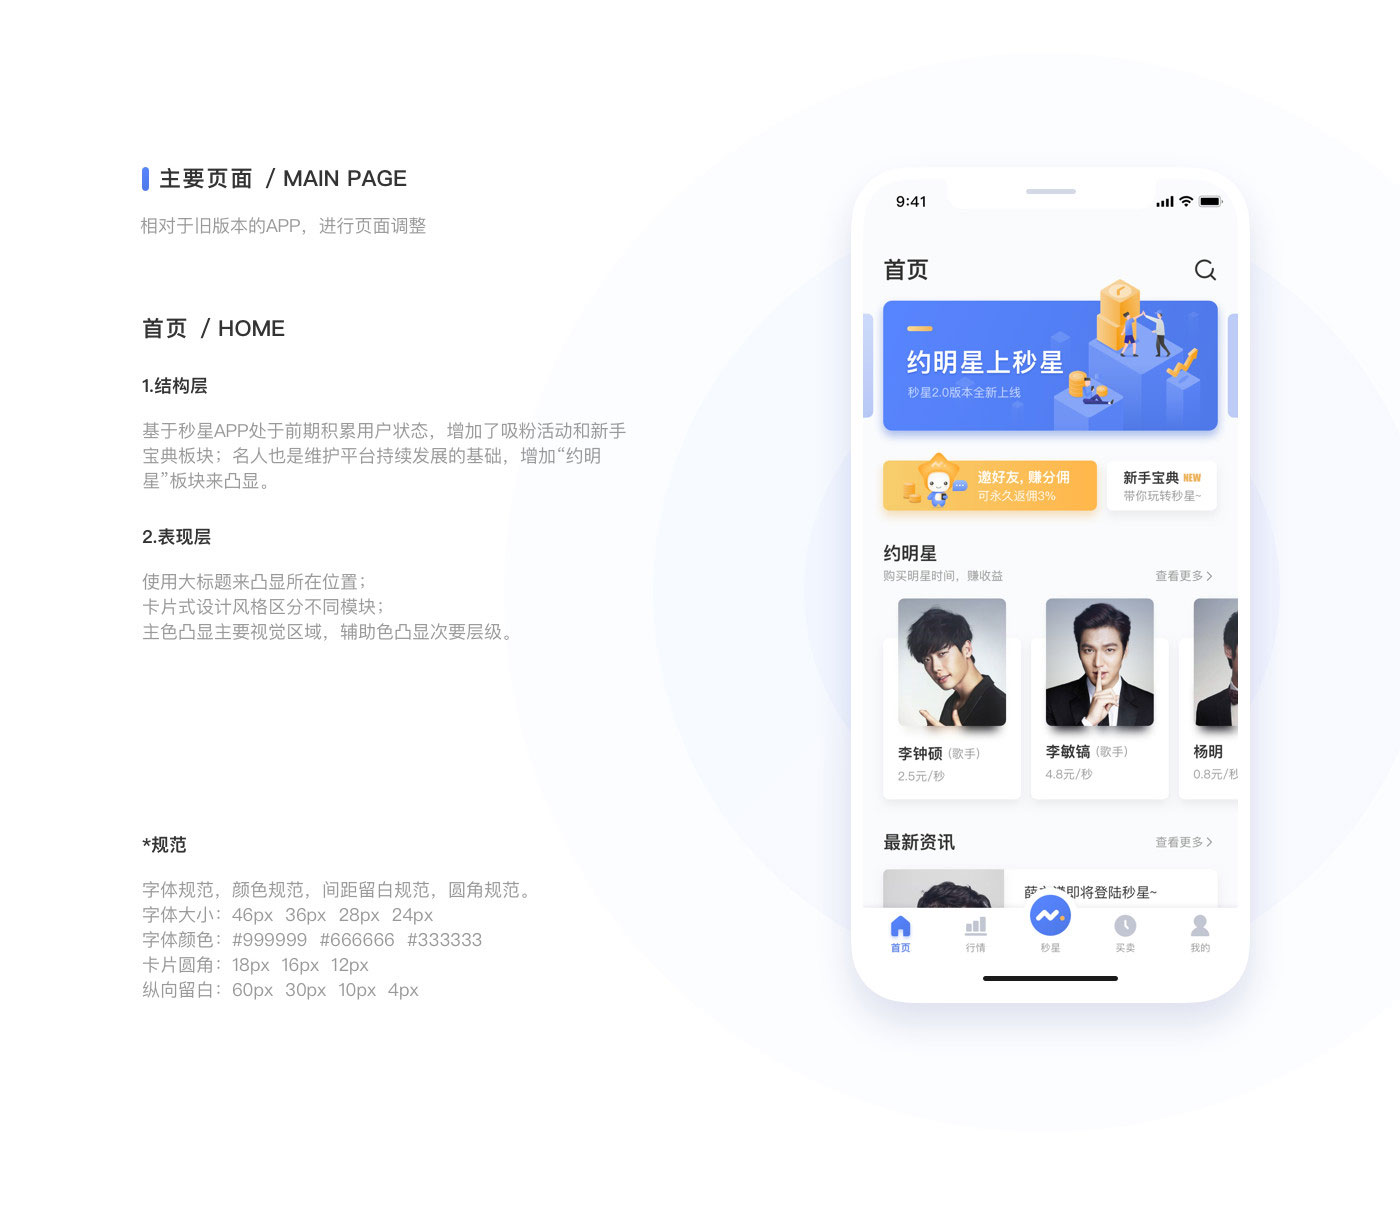 主要页面 / MAIN PAGE
相对于旧版本的APP，进行页面调整
首页 / HOME
1.结构层
基于秒星APP处于前期积累用户状态，增加了吸粉活动和新手
宝典板块；名人也是维护平台持续发展的基础，增加“约明
星”板块来凸显。
2.表现层
使用大标题来凸显所在位置；
卡片式设计风格区分不同模块；
主色凸显主要视觉区域，辅助色凸显次要层级。
*规范
字体规范，颜色规范，间距留白规范，圆角规范。
字体大小：46px 36px 28px 24px
字体颜色：#999999 #666666 #333333
卡片圆角：18px 16px 12px
纵向留白：60px 30px 10px 4px
9:41
首页
约明星上秒星
秒星2.0版本全新上线
邀好友，赚分佣
可永久返佣3%
新手宝典 NEW
带你玩转秒星~
约明星
购买明星时间，赚收益
查看更多
李钟硕 (歌手)
2.5元/秒
李敏镐 (歌手)
4.8元/秒
杨明
0.8元/秒
最新资讯
查看更多
薛之谦即将登陆秒星~
首页
行情
秒星
买卖
我的